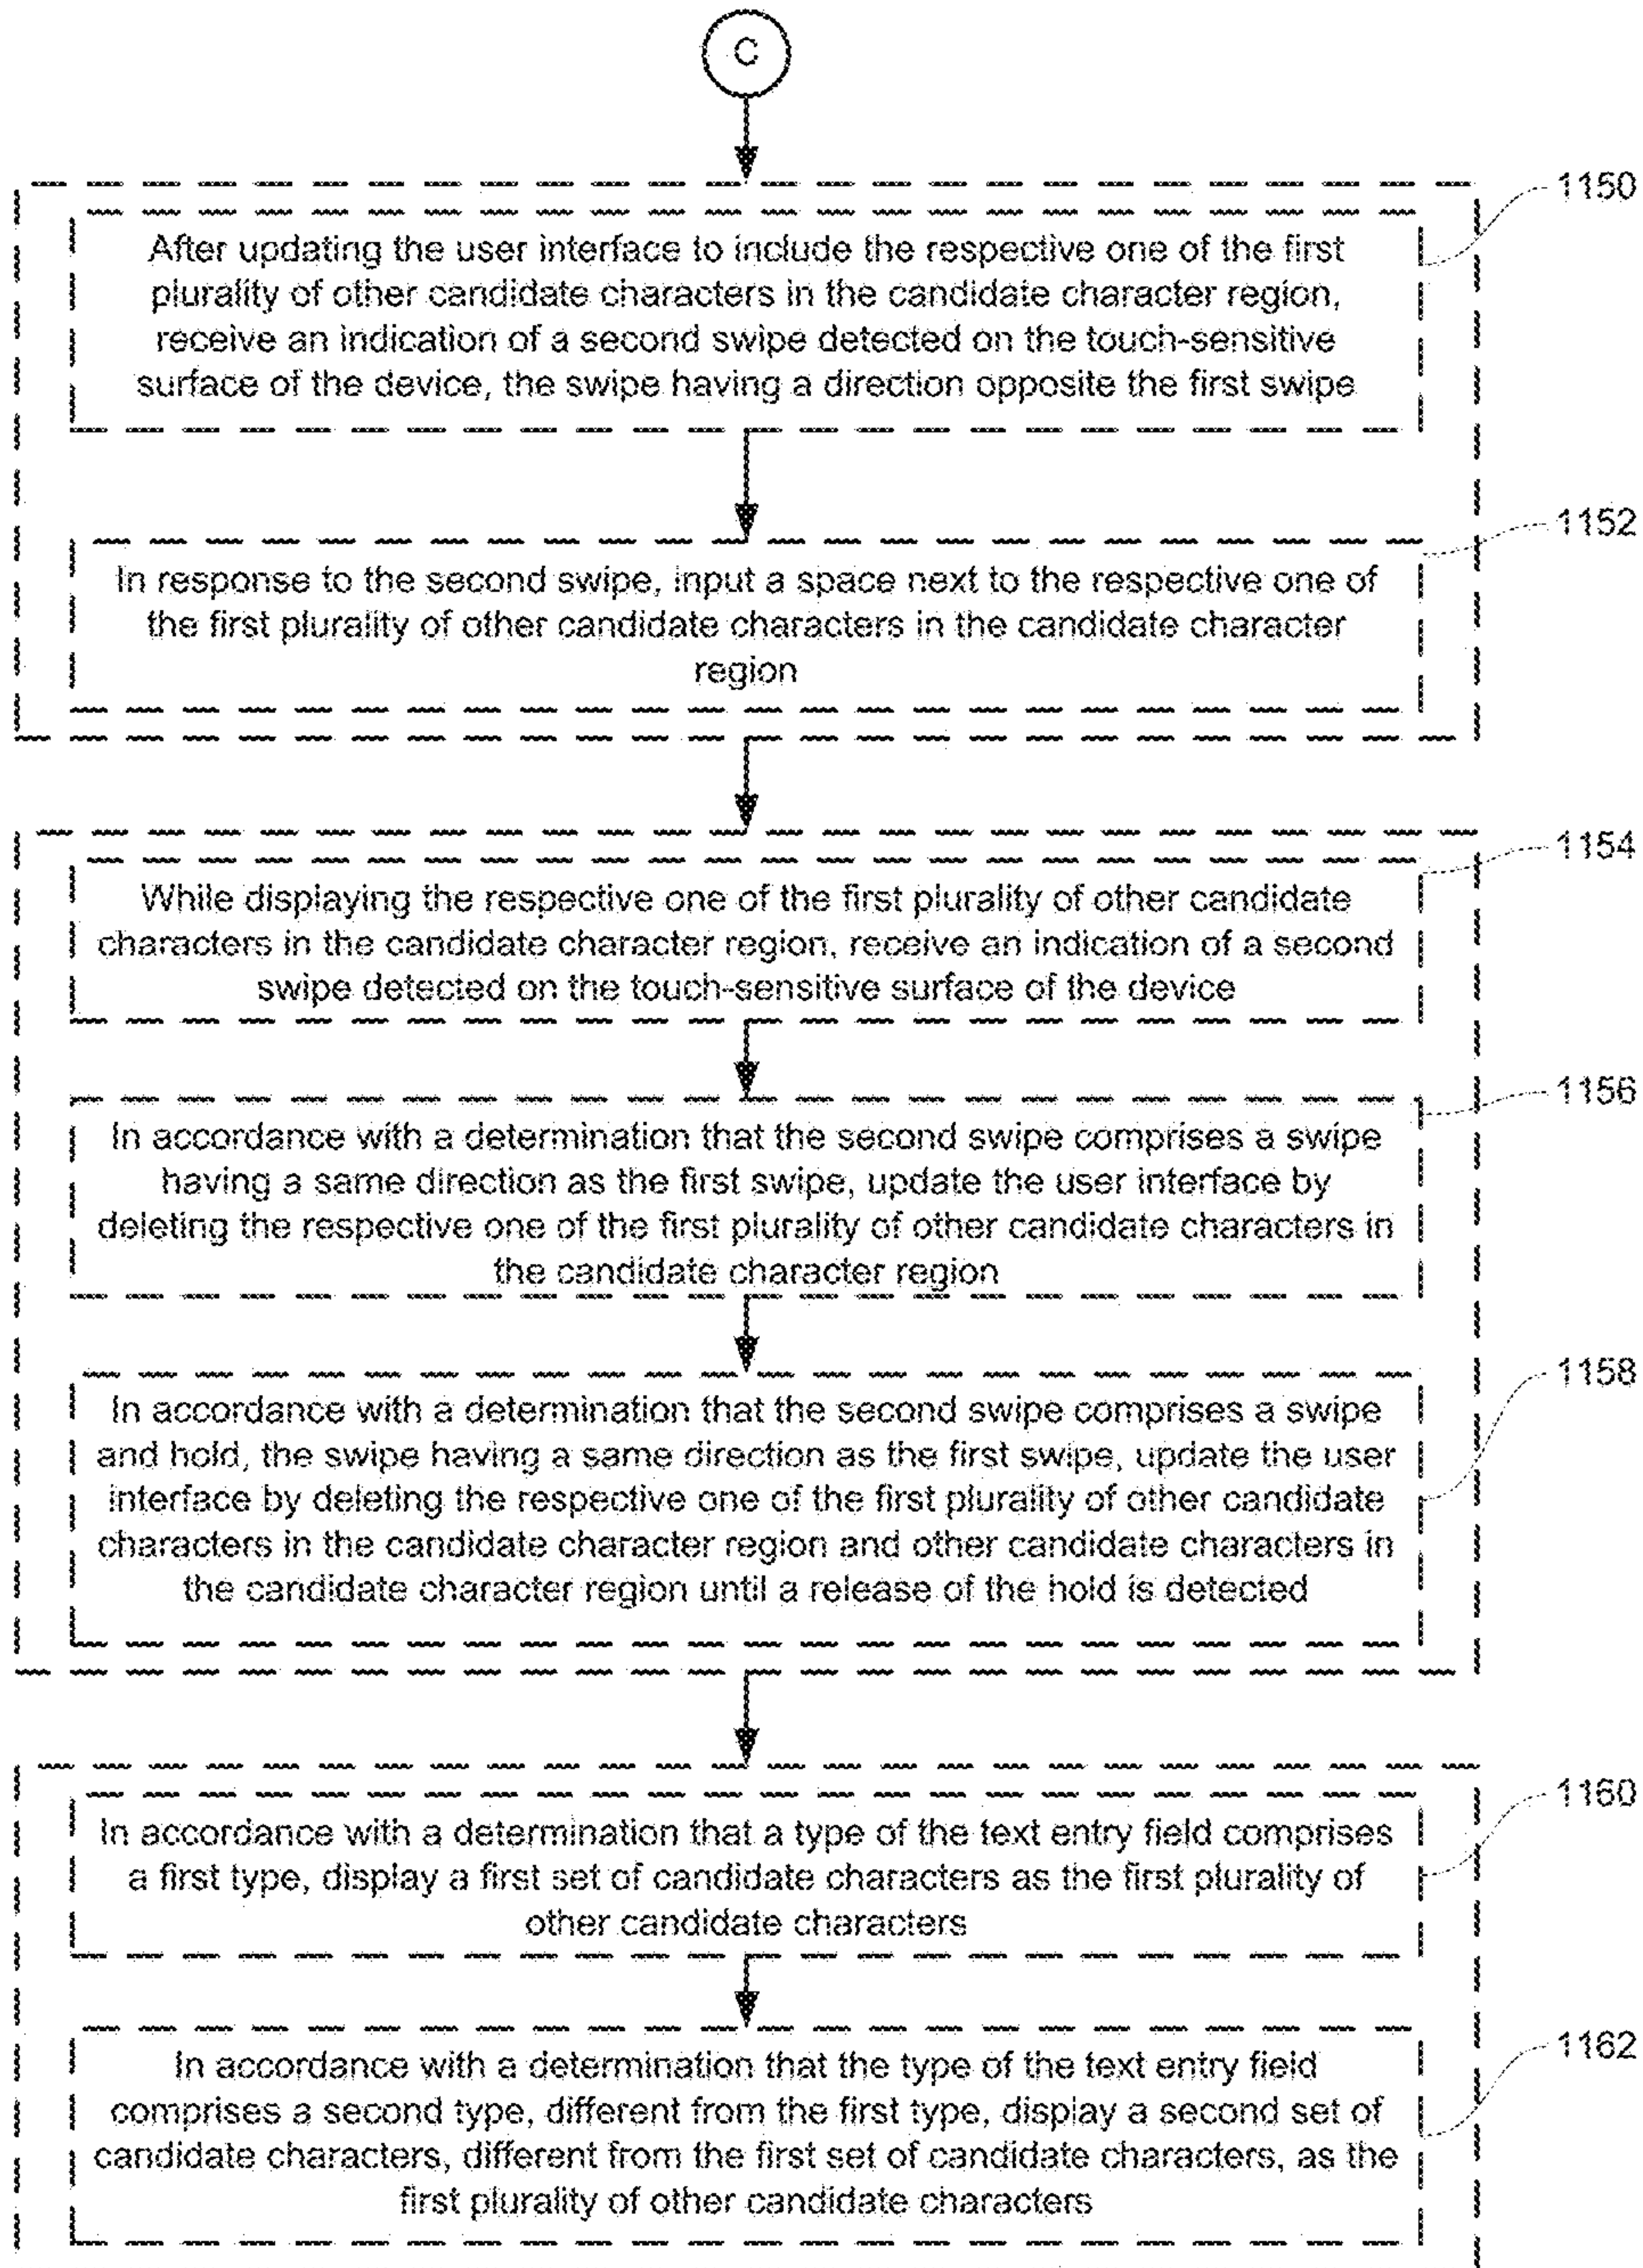 C
1150
After updating the user interface to include the respective one of the first
plurality of other candidate characters in the candidate character region,
receive an indication of a second swipe detected on the touch-sensitive
surface of the device, the swipe having a direction opposite the first swipe
1152
In response to the second swipe, input a space next to the respective one of
the first plurality of other candidate characters in the candidate character
region
1154
While displaying the respective one of the first plurality of other candidate
characters in the candidate character region, receive an indication of a second
swipe detected on the touch-sensitive surface of the device
1156
In accordance with a determination that the second swipe comprises a swipe
having a same direction as the first swipe, update the user interface by
deleting the respective one of the first plurality of other candidate characters in
the candidate character region
1158
In accordance with a determination that the second swipe comprises a swipe
and hold, the swipe having a same direction as the first swipe, update the user
interface by deleting the respective one of the first plurality of other candidate
characters in the candidate character region and other candidate characters in
the candidate character region until a release of the hold is detected
1160
In accordance with a determination that a type of the text entry field comprises
a first type, display a first set of candidate characters as the first plurality of
other candidate characters
1162
In accordance with a determination that the type of the text entry field
comprises a second type, different from the first type, display a second set of
candidate characters, different from the first set of candidate characters, as the
first plurality of other candidate characters